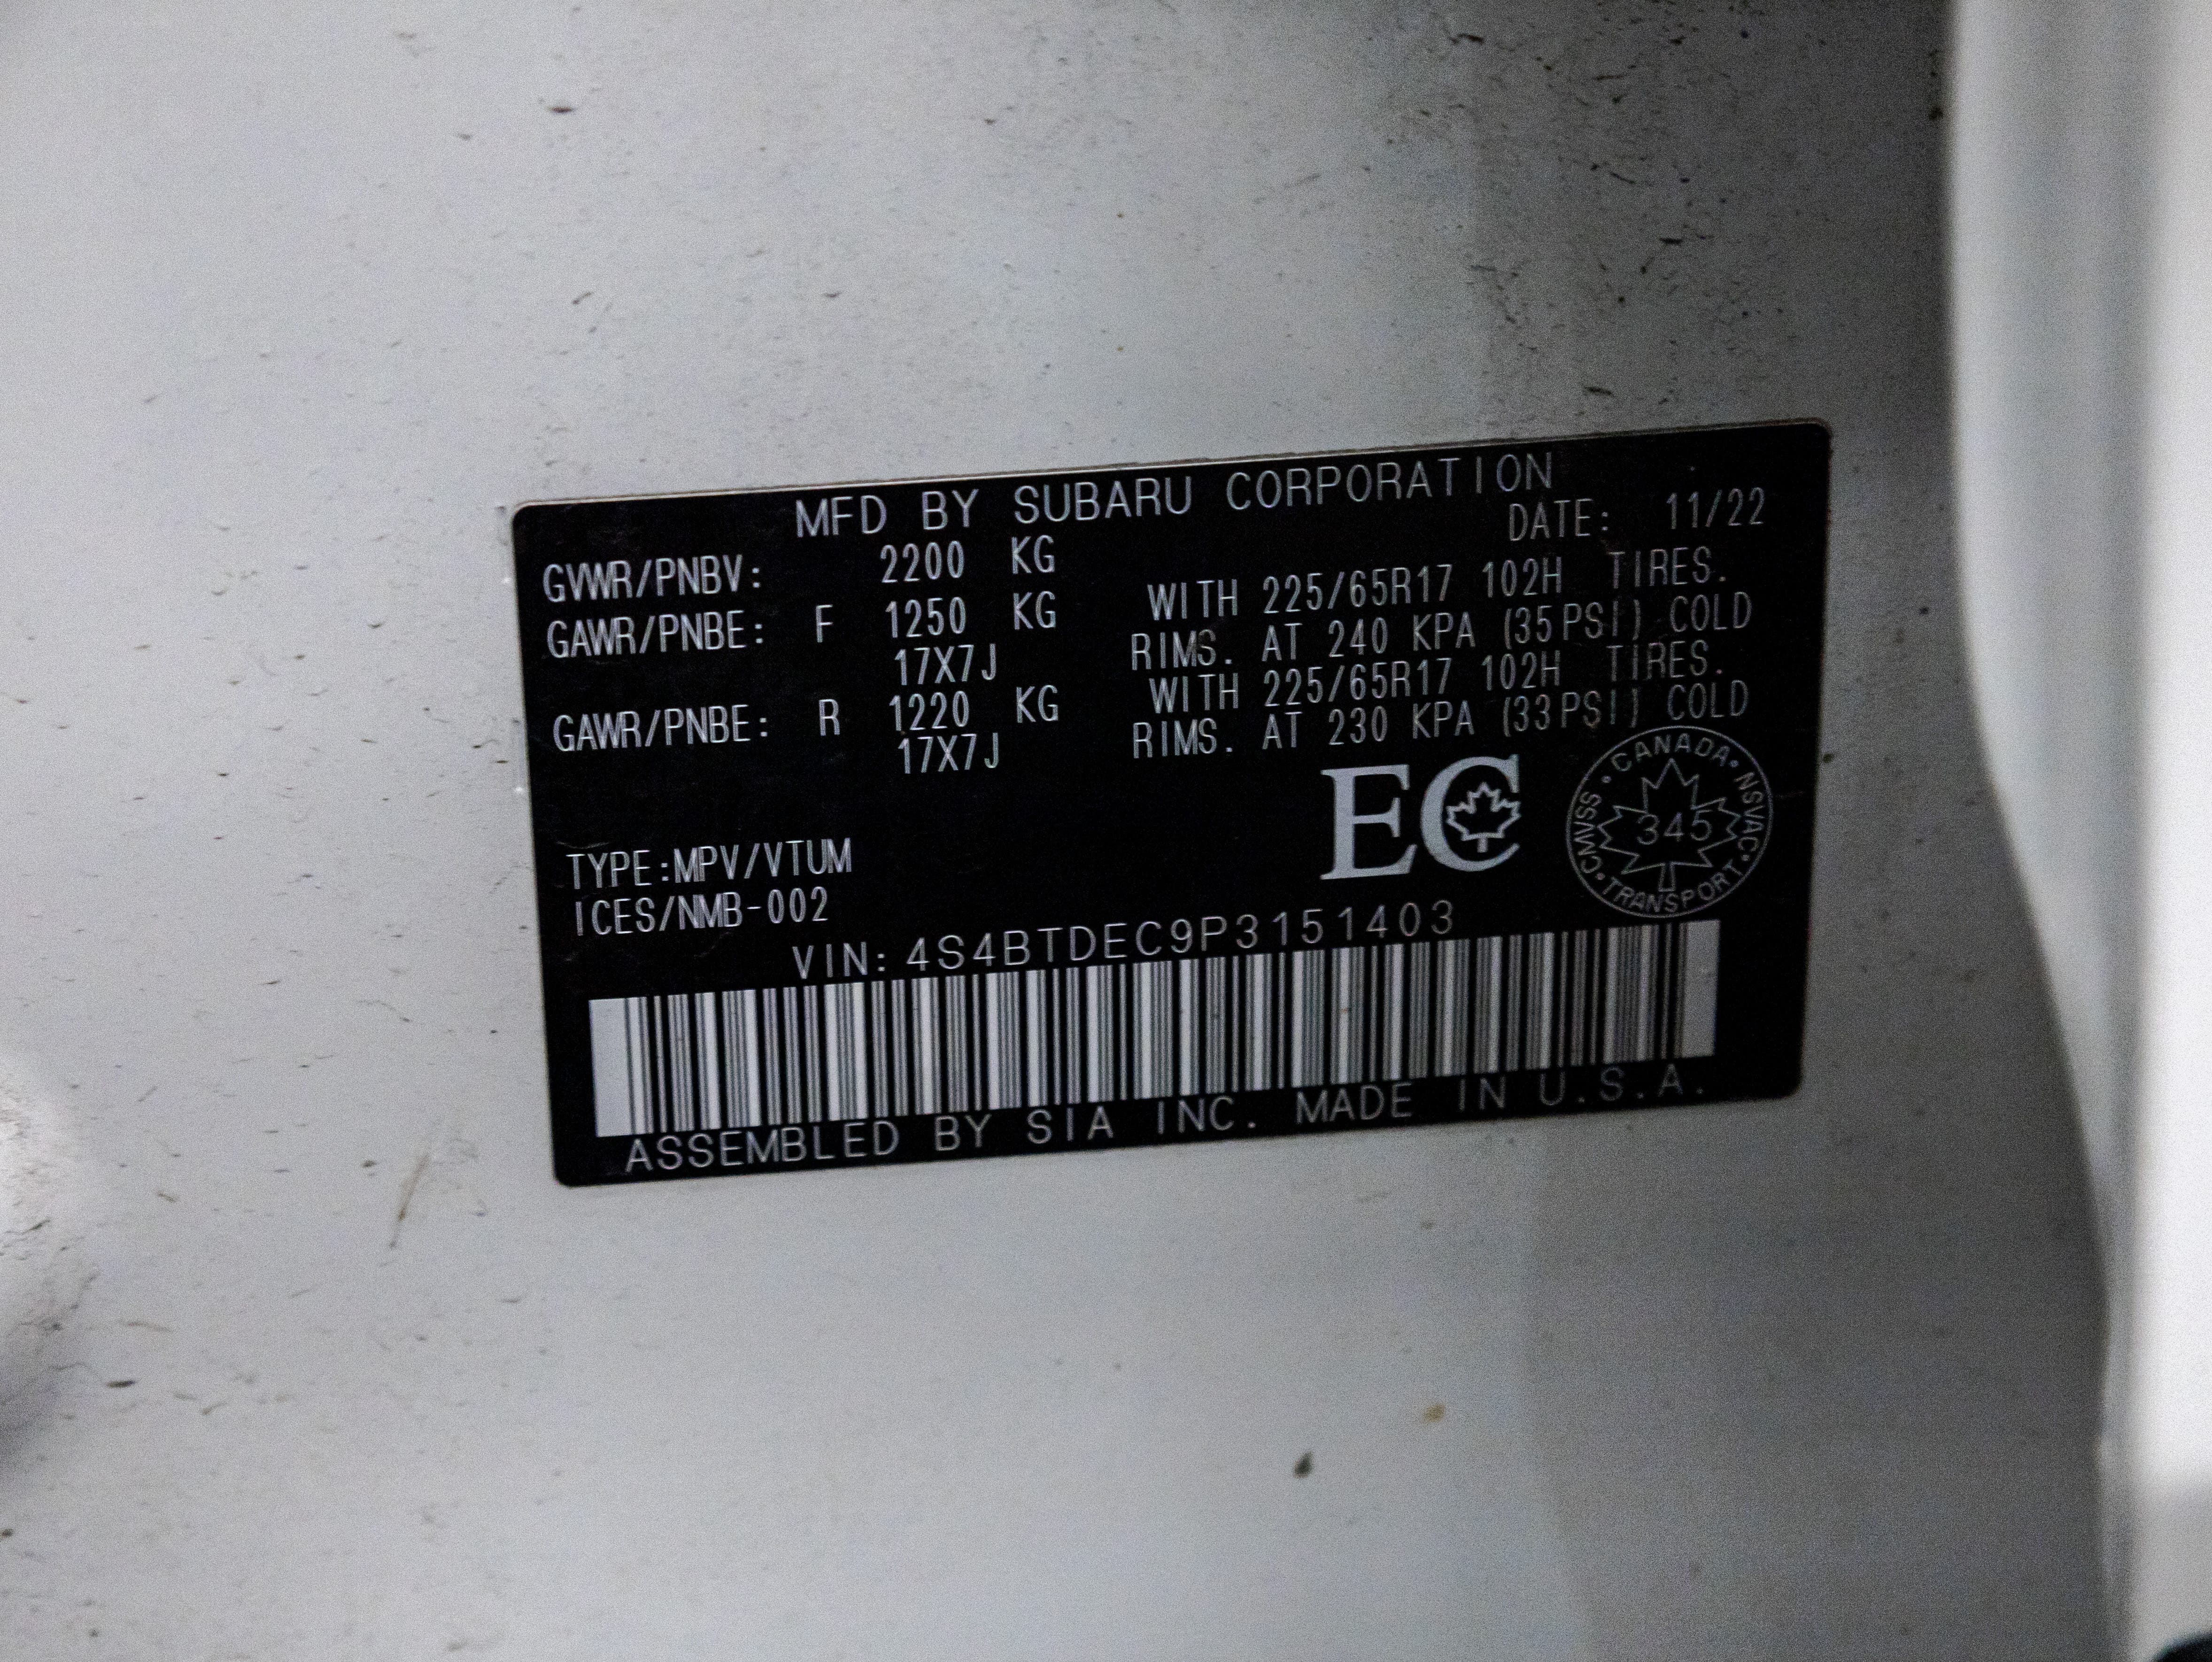 MFD BY SUBARU CORPORATION
DATE: 11/22
GVWR/PNBV: 2200 KG
GAWR/PNBE: F 1250 KG WITH 225/65R17 102H TIRES.
17X7J RIMS. AT 240 KPA (35PSI) COLD
GAWR/PNBE: R 1220 KG WITH 225/65R17 102H TIRES.
17X7J RIMS. AT 230 KPA (33PSI) COLD
EC
CANADA • NSVAC • TRANSPORT • CMVSS •
345
TYPE:MPV/VTUM
ICES/NMB-002
VIN: 4S4BTDEC9P3151403
ASSEMBLED BY SIA INC. MADE IN U.S.A.